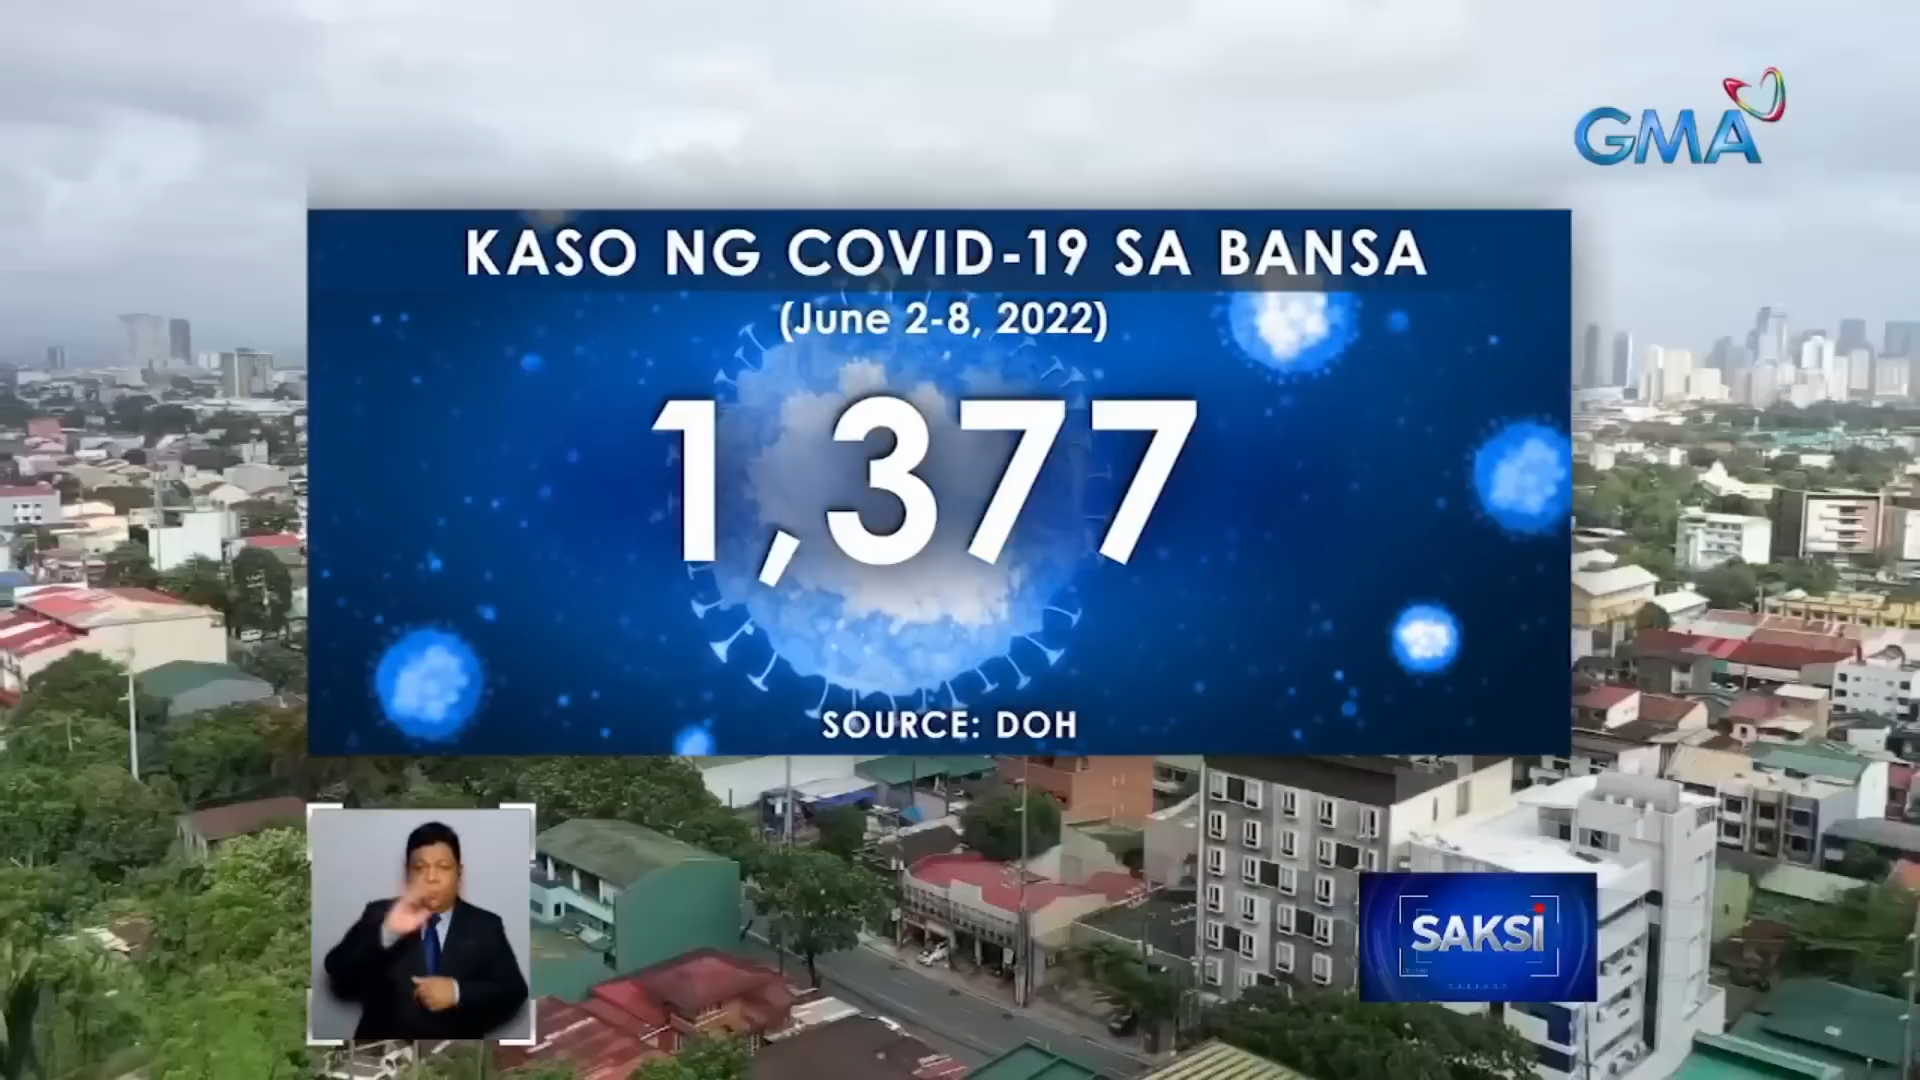 GMA
KASO NG COVID-19 SA BANSA
(June 2-8, 2022)
1,377
SOURCE: DOH
SAKSI